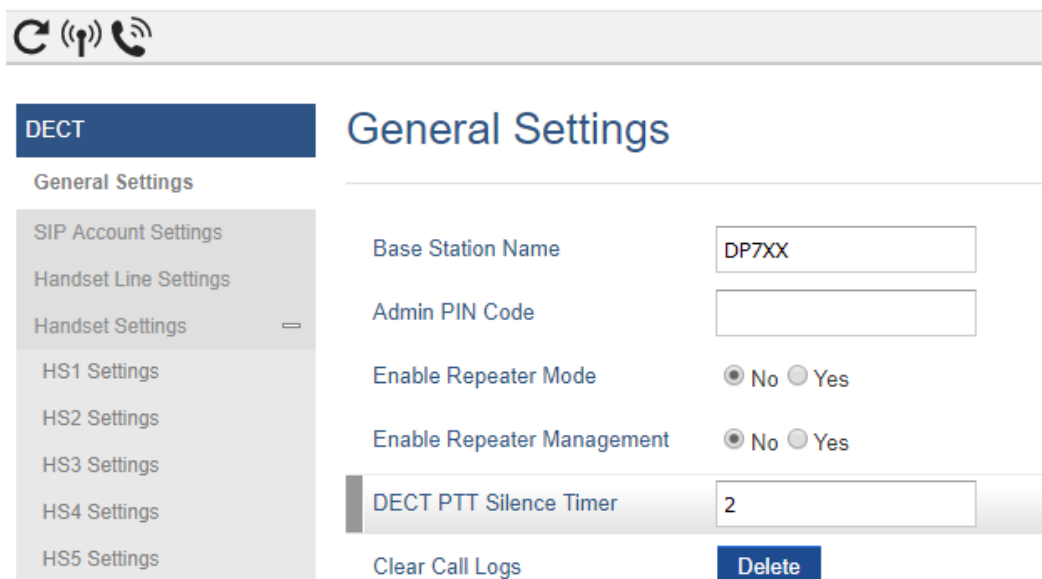 DECT
General Settings
SIP Account Settings
Handset Line Settings
Handset Settings
HS1 Settings
HS2 Settings
HS3 Settings
HS4 Settings
HS5 Settings
General Settings
Base Station Name DP7XX
Admin PIN Code
Enable Repeater Mode No Yes
Enable Repeater Management No Yes
DECT PTT Silence Timer 2
Clear Call Logs Delete